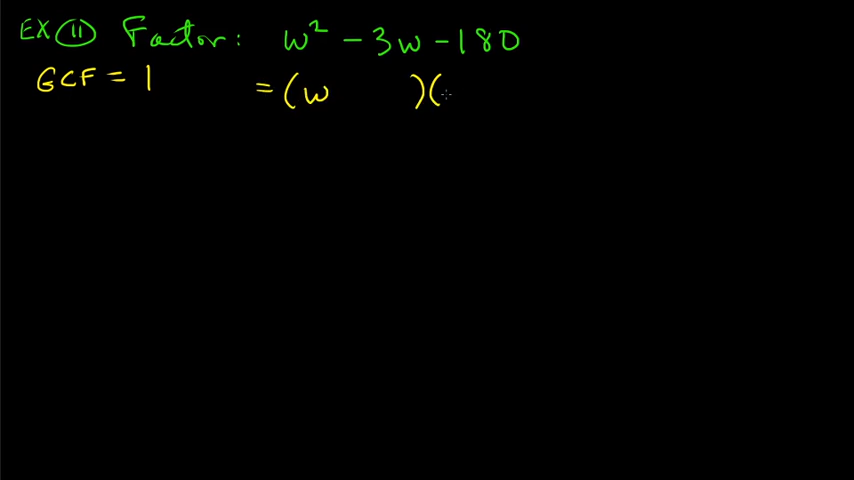 EX (11) Factor: w² - 3w - 180
GCF = 1 = (w )(